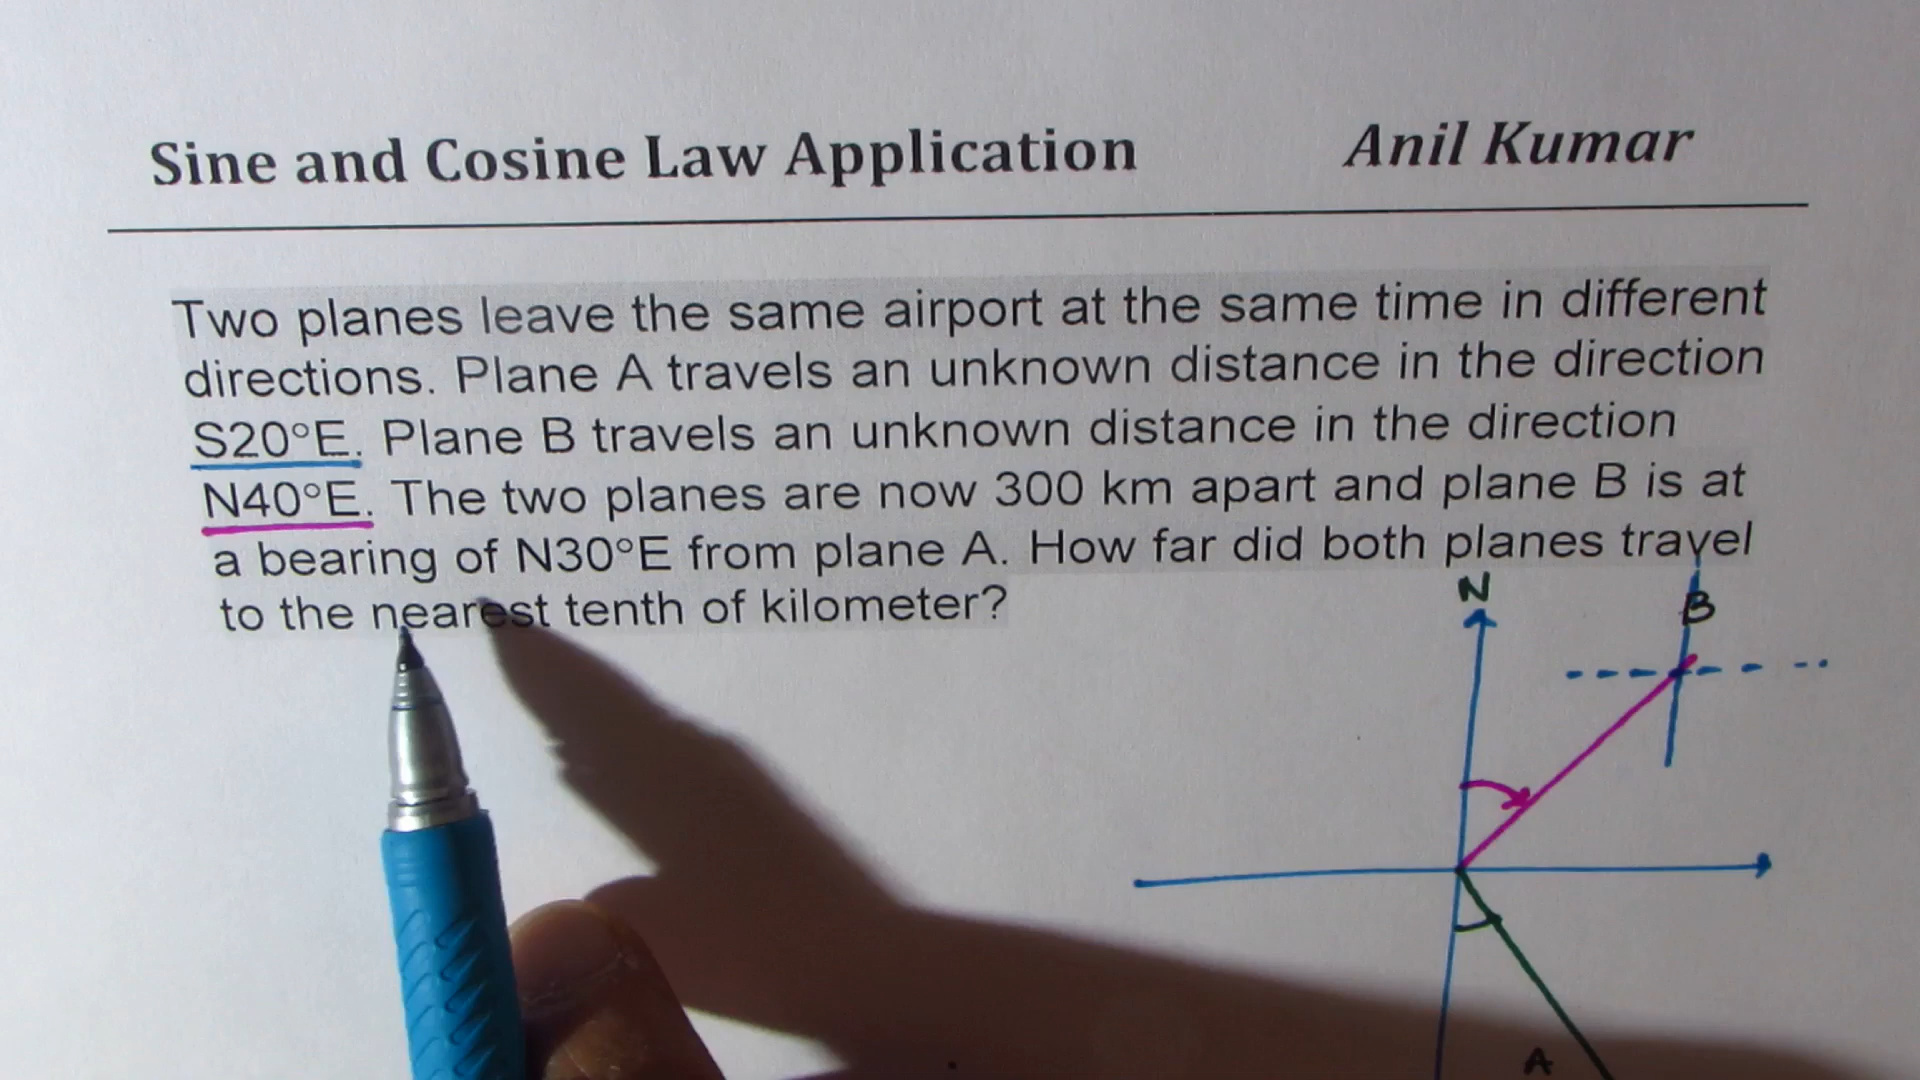 Sine and Cosine Law Application Anil Kumar
Two planes leave the same airport at the same time in different
directions. Plane A travels an unknown distance in the direction
S20°E. Plane B travels an unknown distance in the direction
N40°E. The two planes are now 300 km apart and plane B is at
a bearing of N30°E from plane A. How far did both planes travel
to the nearest tenth of kilometer?
N
B
A